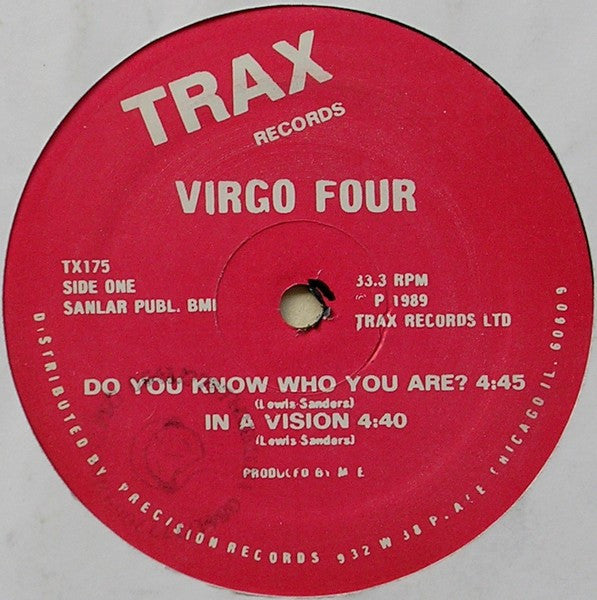 TRAX
RECORDS
VIRGO FOUR
TX175
SIDE ONE
SANLAR PUBL. BMI
33.3 RPM
P 1989
TRAX RECORDS LTD
DO YOU KNOW WHO YOU ARE? 4:45
(Lewis-Sanders)
IN A VISION 4:40
(Lewis Sanders)
PRODUCED BY M E
DISTRIBUTED BY PRECISION RECORDS 932 W 38 PLACE CHICAGO IL. 60609